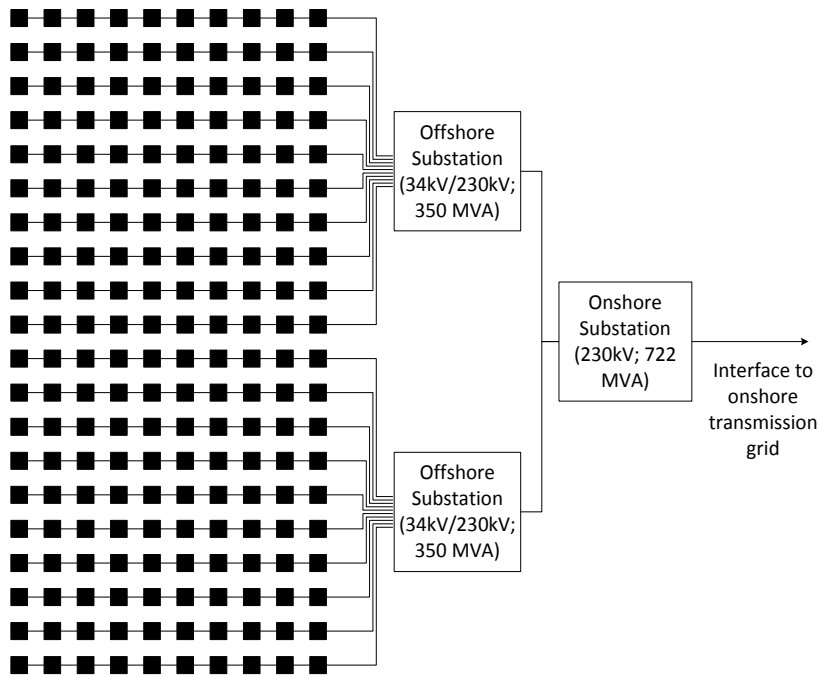 Offshore
Substation
(34kV/230kV;
350 MVA)
Onshore
Substation
(230kV; 722
MVA)
Interface to
onshore
transmission
grid
Offshore
Substation
(34kV/230kV;
350 MVA)